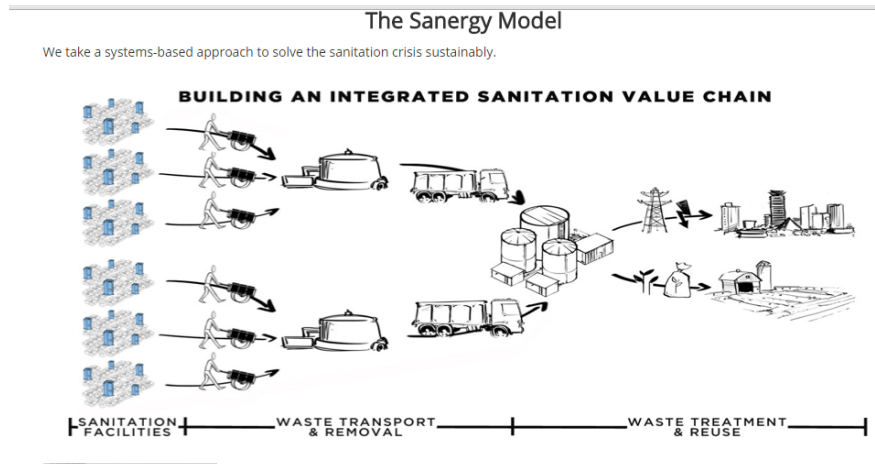 The Sanergy Model
We take a systems-based approach to solve the sanitation crisis sustainably.
BUILDING AN INTEGRATED SANITATION VALUE CHAIN
SANITATION
FACILITIES
WASTE TRANSPORT
& REMOVAL
WASTE TREATMENT
& REUSE